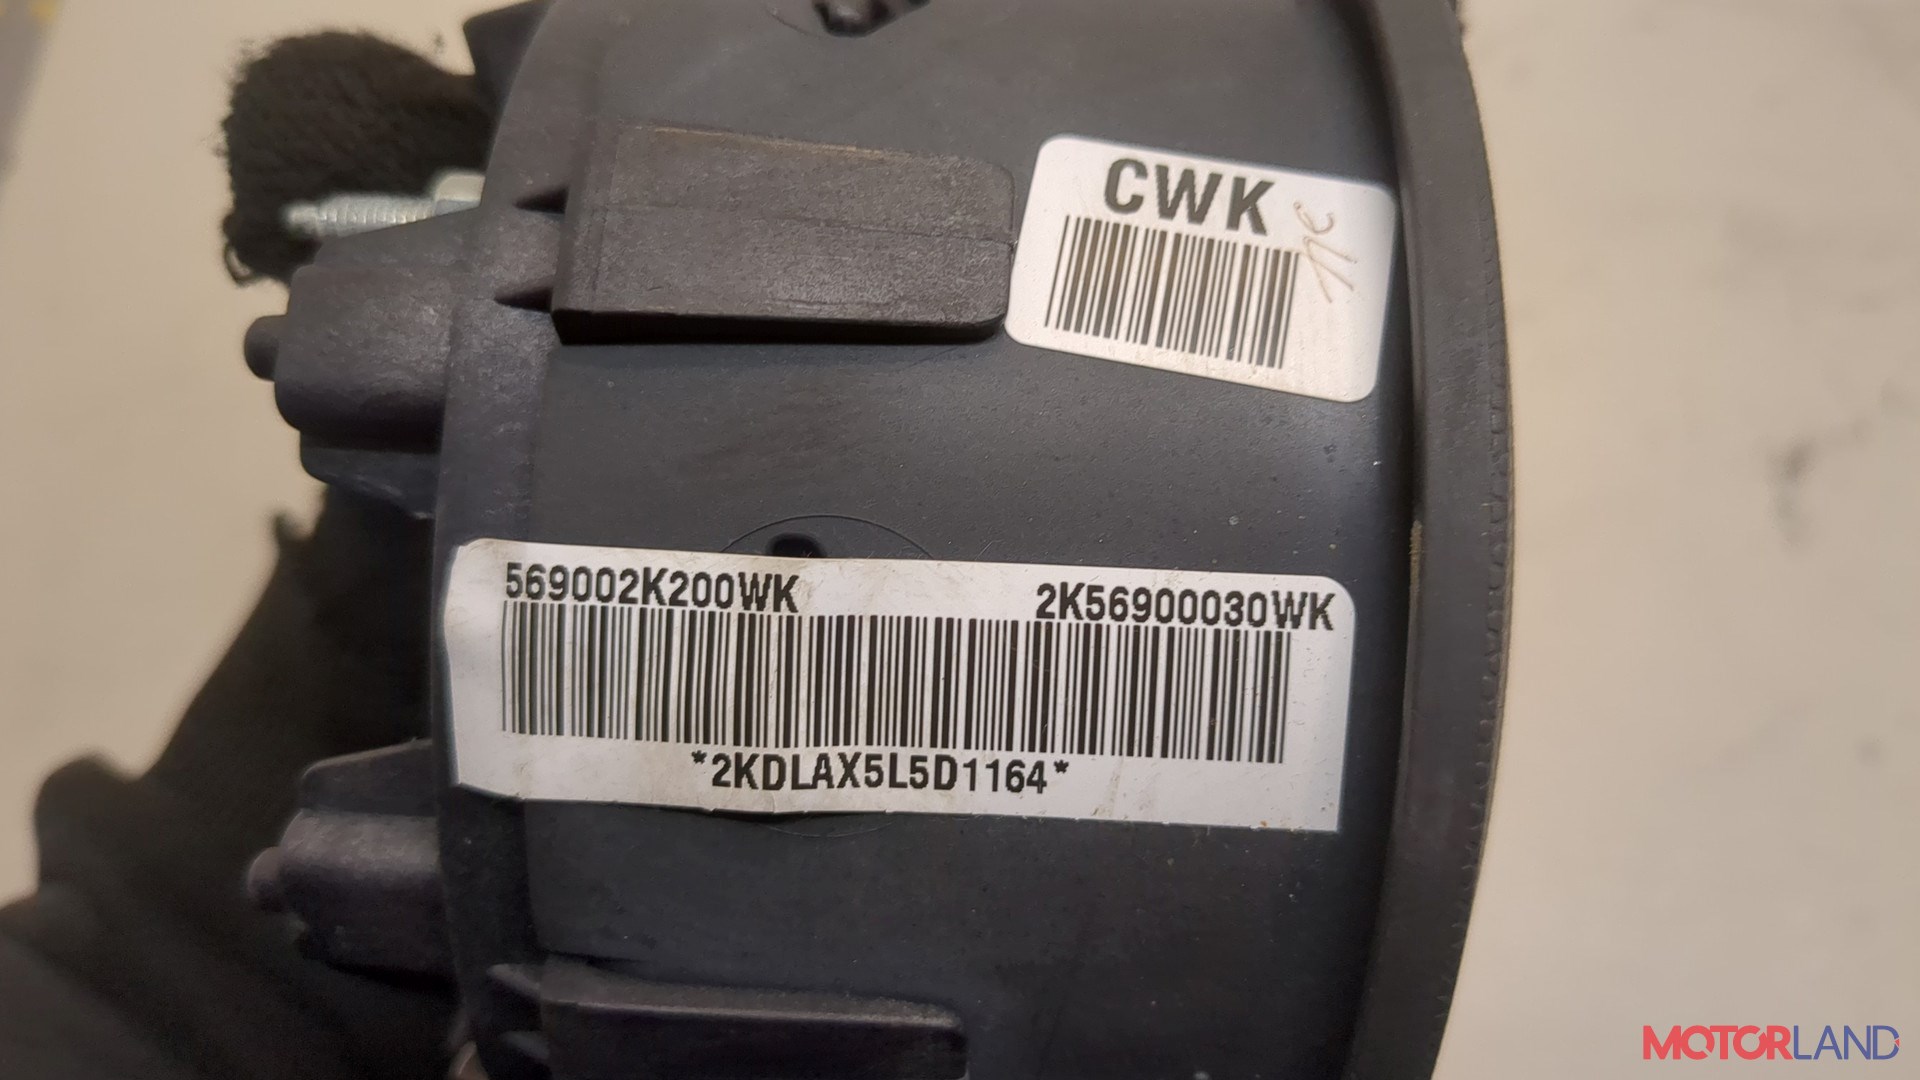 CWK
569002K200WK 2K56900030WK
*2KDLAX5L5D1164*
MOTORLAND